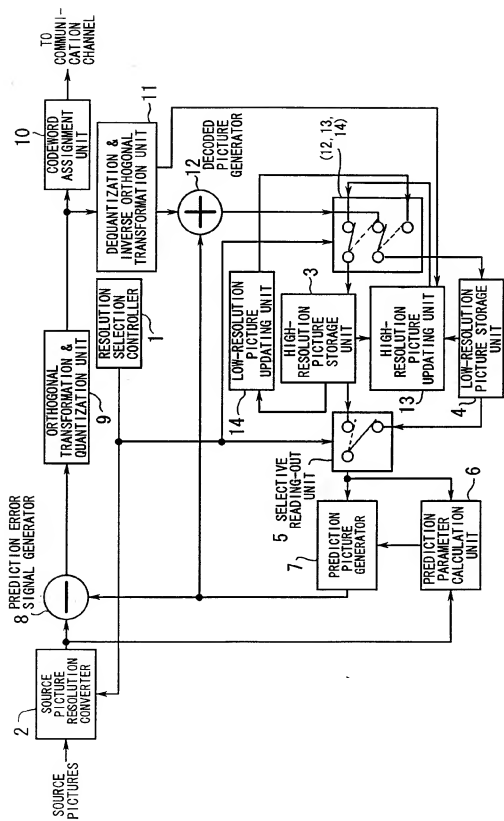 SOURCE
PICTURES
2
SOURCE
PICTURE
RESOLUTION
CONVERTER
8 PREDICTION ERROR
SIGNAL GENERATOR
ORTHOGONAL
TRANSFORMATION &
QUANTIZATION UNIT
9
10
CODEWORD
ASSIGNMENT
UNIT
TO
COMMUNI-
CATION
CHANNEL
RESOLUTION
SELECTION
CONTROLLER
1
DEQUANTIZATION &
INVERSE ORTHOGONAL
TRANSFORMATION UNIT
11
12
DECODED PICTURE
GENERATOR
(12, 13,
14)
LOW-RESOLUTION
PICTURE
UPDATING UNIT
14
3
HIGH-
RESOLUTION
PICTURE
STORAGE
UNIT
HIGH-
RESOLUTION
PICTURE
UPDATING UNIT
13
LOW-RESOLUTION
PICTURE STORAGE
UNIT
4
5 SELECTIVE
READING-OUT
UNIT
7
PREDICTION
PICTURE
GENERATOR
6
PREDICTION
PARAMETER
CALCULATION
UNIT